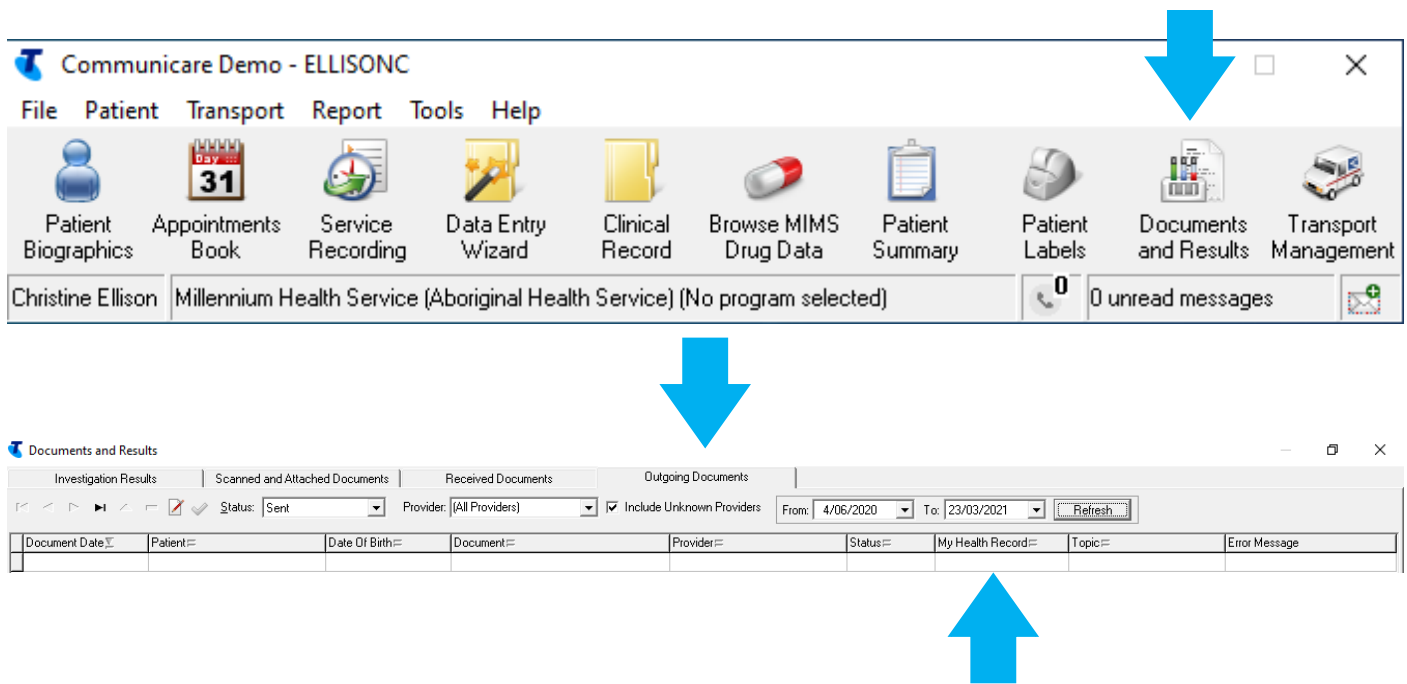 Communicare Demo - ELLISONC
File Patient Transport Report Tools Help
Day
31
Patient Biographics
Appointments Book
Service Recording
Data Entry Wizard
Clinical Record
Browse MIMS Drug Data
Patient Summary
Patient Labels
Documents and Results
Transport Management
Christine Ellison Millennium Health Service (Aboriginal Health Service) (No program selected) 0 0 unread messages
Documents and Results
Investigation Results Scanned and Attached Documents Received Documents Outgoing Documents
Status: Sent Provider: (All Providers) Include Unknown Providers From: 4/06/2020 To: 23/03/2021 Refresh
Document Date Patient Date Of Birth Document Provider Status My Health Record Topic Error Message